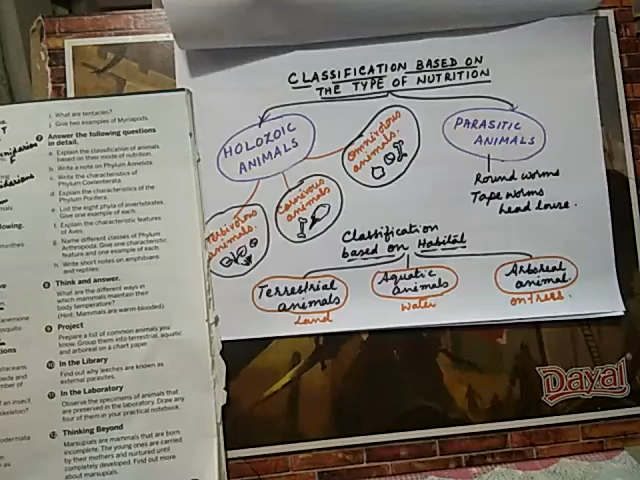 CLASSIFICATION BASED ON
THE TYPE OF NUTRITION
HOLOZOIC
ANIMALS
Omnivorous
animals.
PARASITIC
ANIMALS
Carnivous
animals
animals.
Round worms
Tape worms
head louse.
Classification
based on Habital
Terrestrial
animals
Land
Aquatic
animals
Water
Arboreal
animal
on trees.
Dayal
i. What are tentacles?
j. Give two examples of Myriapods.
Answer the following questions
in detail.
a. Explain the classification of animals
based on their mode of nutrition.
b. Write a note on Phylum Annelida.
c. Write the characteristics of
Phylum Coelenterata.
d. Explain the characteristics of the
Phylum Porifera.
e. List the eight phyla of invertebrates.
Give one example of each.
f. Explain the characteristic features
of Aves.
g. Name different classes of Phylum
Arthropoda. Give one characteristic
feature and one example of each.
h. Write short notes on amphibians
and reptiles.
8 Think and answer.
What are the different ways in
which mammals maintain their
body temperature?
(Hint: Mammals are warm-blooded)
9 Project
Prepare a list of common animals you
know. Group them into terrestrial, aquatic
and arboreal on a chart paper.
10 In the Library
Find out why leeches are known as
external parasites.
11 In the Laboratory
Observe the specimens of animals that
are preserved in the laboratory. Draw any
four of them in your practical notebook.
12 Thinking Beyond
Marsupials are mammals that are born
incomplete. The young ones are carried
by their mothers and nurtured until
completely developed. Find out more
about marsupials.